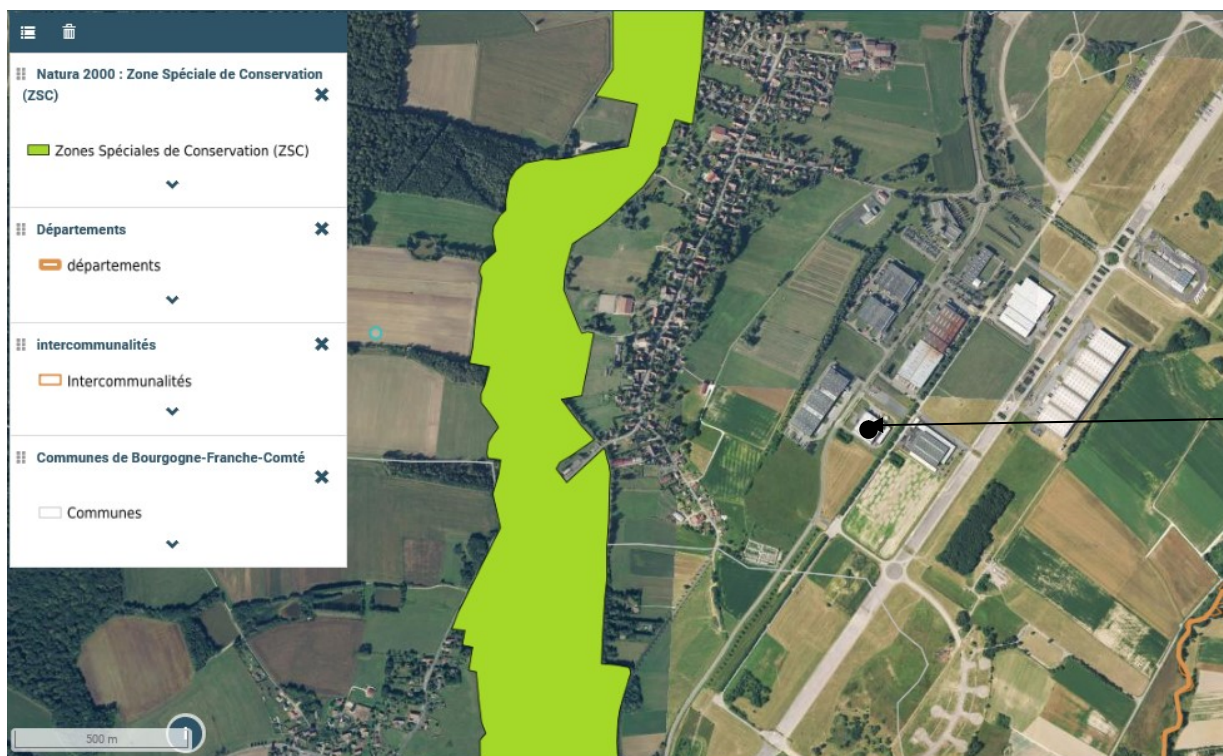 Natura 2000 : Zone Spéciale de Conservation
(ZSC)
Zones Spéciales de Conservation (ZSC)
Départements
départements
intercommunalités
Intercommunalités
Communes de Bourgogne-Franche-Comté
Communes
500 m